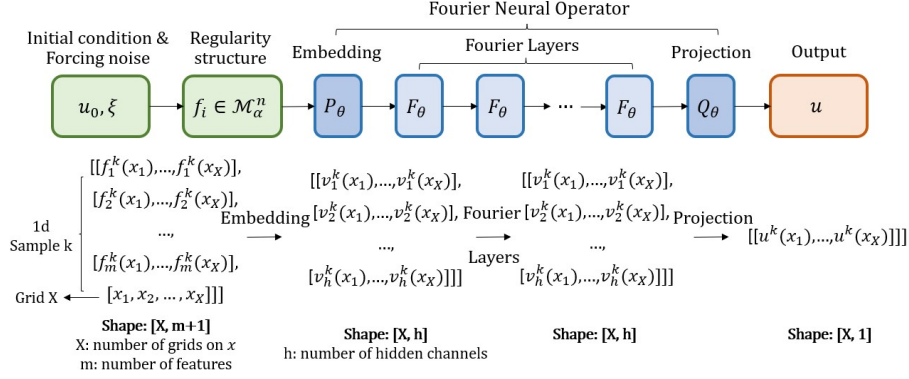 Fourier Neural Operator
Initial condition & Forcing noise
Regularity structure
Embedding
Fourier Layers
Projection
Output
u₀, ξ
fᵢ ∈ ℳₐⁿ
P_θ
F_θ
F_θ
...
F_θ
Q_θ
u
1d Sample k
[[f₁ᵏ(x₁),...,f₁ᵏ(x_X)],
[f₂ᵏ(x₁),...,f₂ᵏ(x_X)],
...,
[f_mᵏ(x₁),...,f_mᵏ(x_X)],
Grid X
[x₁, x₂, ... , x_X]]]
Shape: [X, m+1]
X: number of grids on x
m: number of features
Embedding
[[v₁ᵏ(x₁),...,v₁ᵏ(x_X)],
[v₂ᵏ(x₁),...,v₂ᵏ(x_X)],
...,
[v_hᵏ(x₁),...,v_hᵏ(x_X)]]]
Shape: [X, h]
h: number of hidden channels
Fourier
Layers
[[v₁ᵏ(x₁),...,v₁ᵏ(x_X)],
[v₂ᵏ(x₁),...,v₂ᵏ(x_X)],
...,
[v_hᵏ(x₁),...,v_hᵏ(x_X)]]]
Shape: [X, h]
Projection
[[uᵏ(x₁),...,uᵏ(x_X)]]]
Shape: [X, 1]